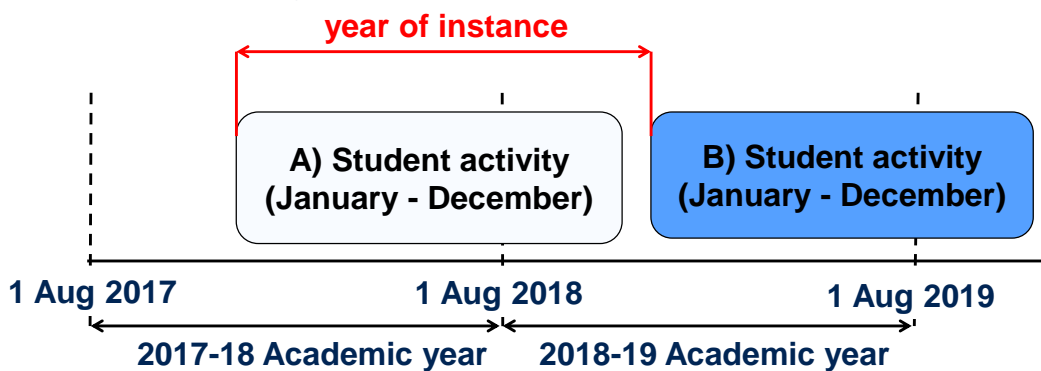 year of instance
A) Student activity
(January - December)
B) Student activity
(January - December)
1 Aug 2017
1 Aug 2018
1 Aug 2019
2017-18 Academic year
2018-19 Academic year